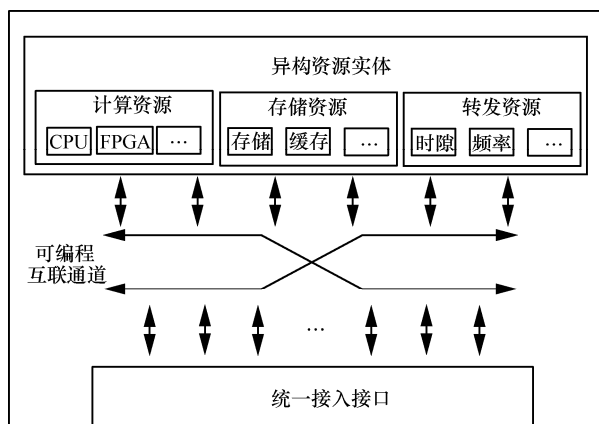 异构资源实体
计算资源
CPU FPGA …
存储资源
存储 缓存 …
转发资源
时隙 频率 …
可编程
互联通道
…
统一接入接口